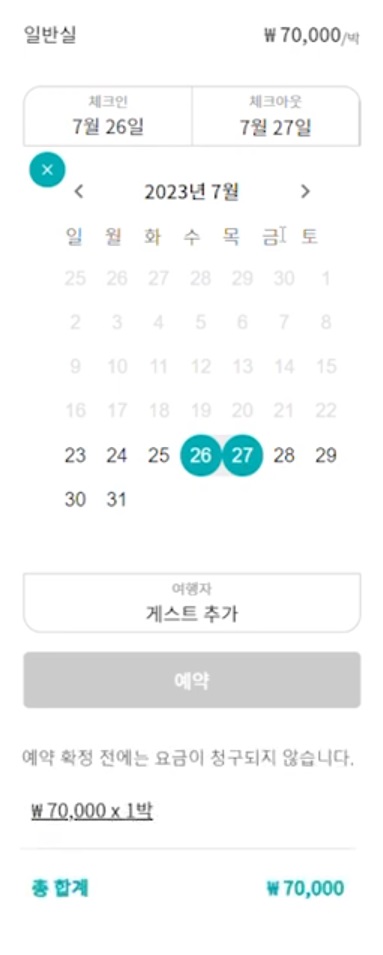 일반실 ₩70,000/박
체크인 체크아웃
7월 26일 7월 27일
2023년 7월
일 월 화 수 목 금 토
25 26 27 28 29 30 1
2 3 4 5 6 7 8
9 10 11 12 13 14 15
16 17 18 19 20 21 22
23 24 25 26 27 28 29
30 31
여행자
게스트 추가
예약
예약 확정 전에는 요금이 청구되지 않습니다.
₩70,000 x 1박
총 합계 ₩70,000